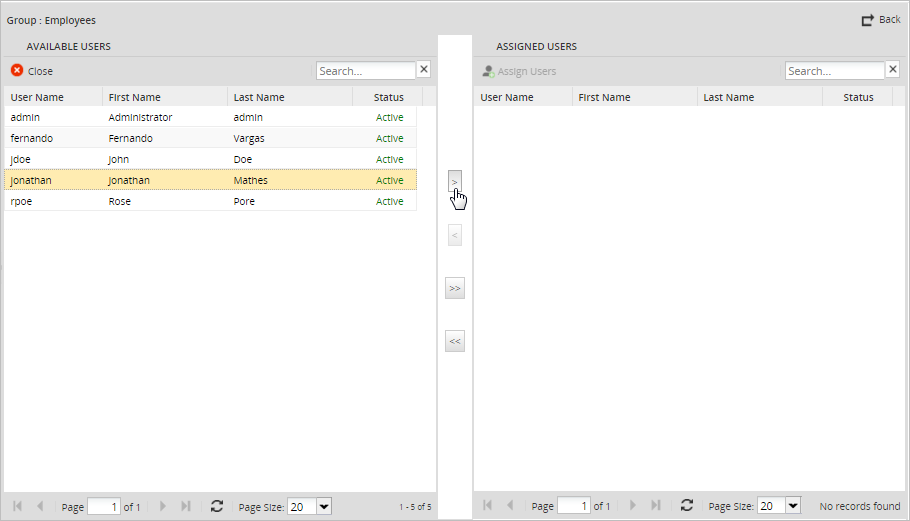 Group : Employees
Back
AVAILABLE USERS
Close
Search...
User Name First Name Last Name Status
admin Administrator admin Active
fernando Fernando Vargas Active
jdoe John Doe Active
jonathan Jonathan Mathes Active
rpoe Rose Pore Active
Page 1 of 1 Page Size: 20 1 - 5 of 5
>
<
>>
<<
ASSIGNED USERS
Assign Users
Search...
User Name First Name Last Name Status
Page 1 of 1 Page Size: 20 No records found